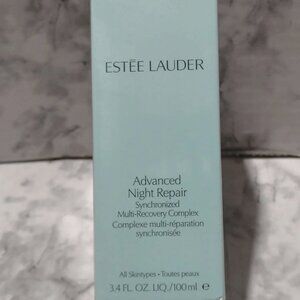 ESTĒE LAUDER
Advanced
Night Repair
Synchronized
Multi-Recovery Complex
Complexe multi-réparation
synchronisée
All Skintypes • Toutes peaux
3.4 FL. OZ. LIQ./100 ml ℮